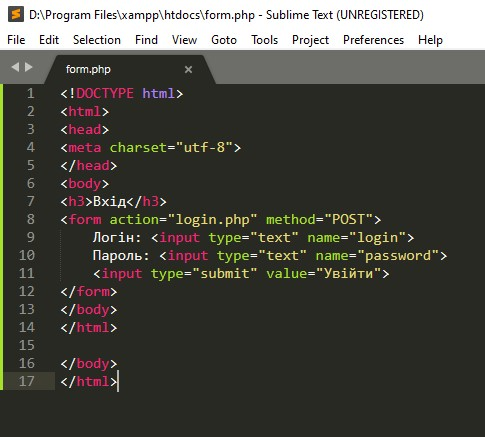 D:\Program Files\xampp\htdocs\form.php - Sublime Text (UNREGISTERED)
File Edit Selection Find View Goto Tools Project Preferences Help
form.php ×
1 <!DOCTYPE html>
2 <html>
3 <head>
4 <meta charset="utf-8">
5 </head>
6 <body>
7 <h3>Вхід</h3>
8 <form action="login.php" method="POST">
9     Логін: <input type="text" name="login">
10     Пароль: <input type="text" name="password">
11     <input type="submit" value="Увійти">
12 </form>
13 </body>
14 </html>
15
16 </body>
17 </html>